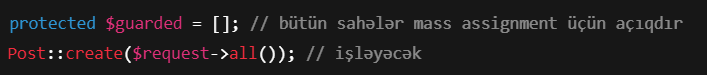 protected $guarded = []; // bütün sahələr mass assignment üçün açıqdır
Post::create($request->all()); // işləyəcək